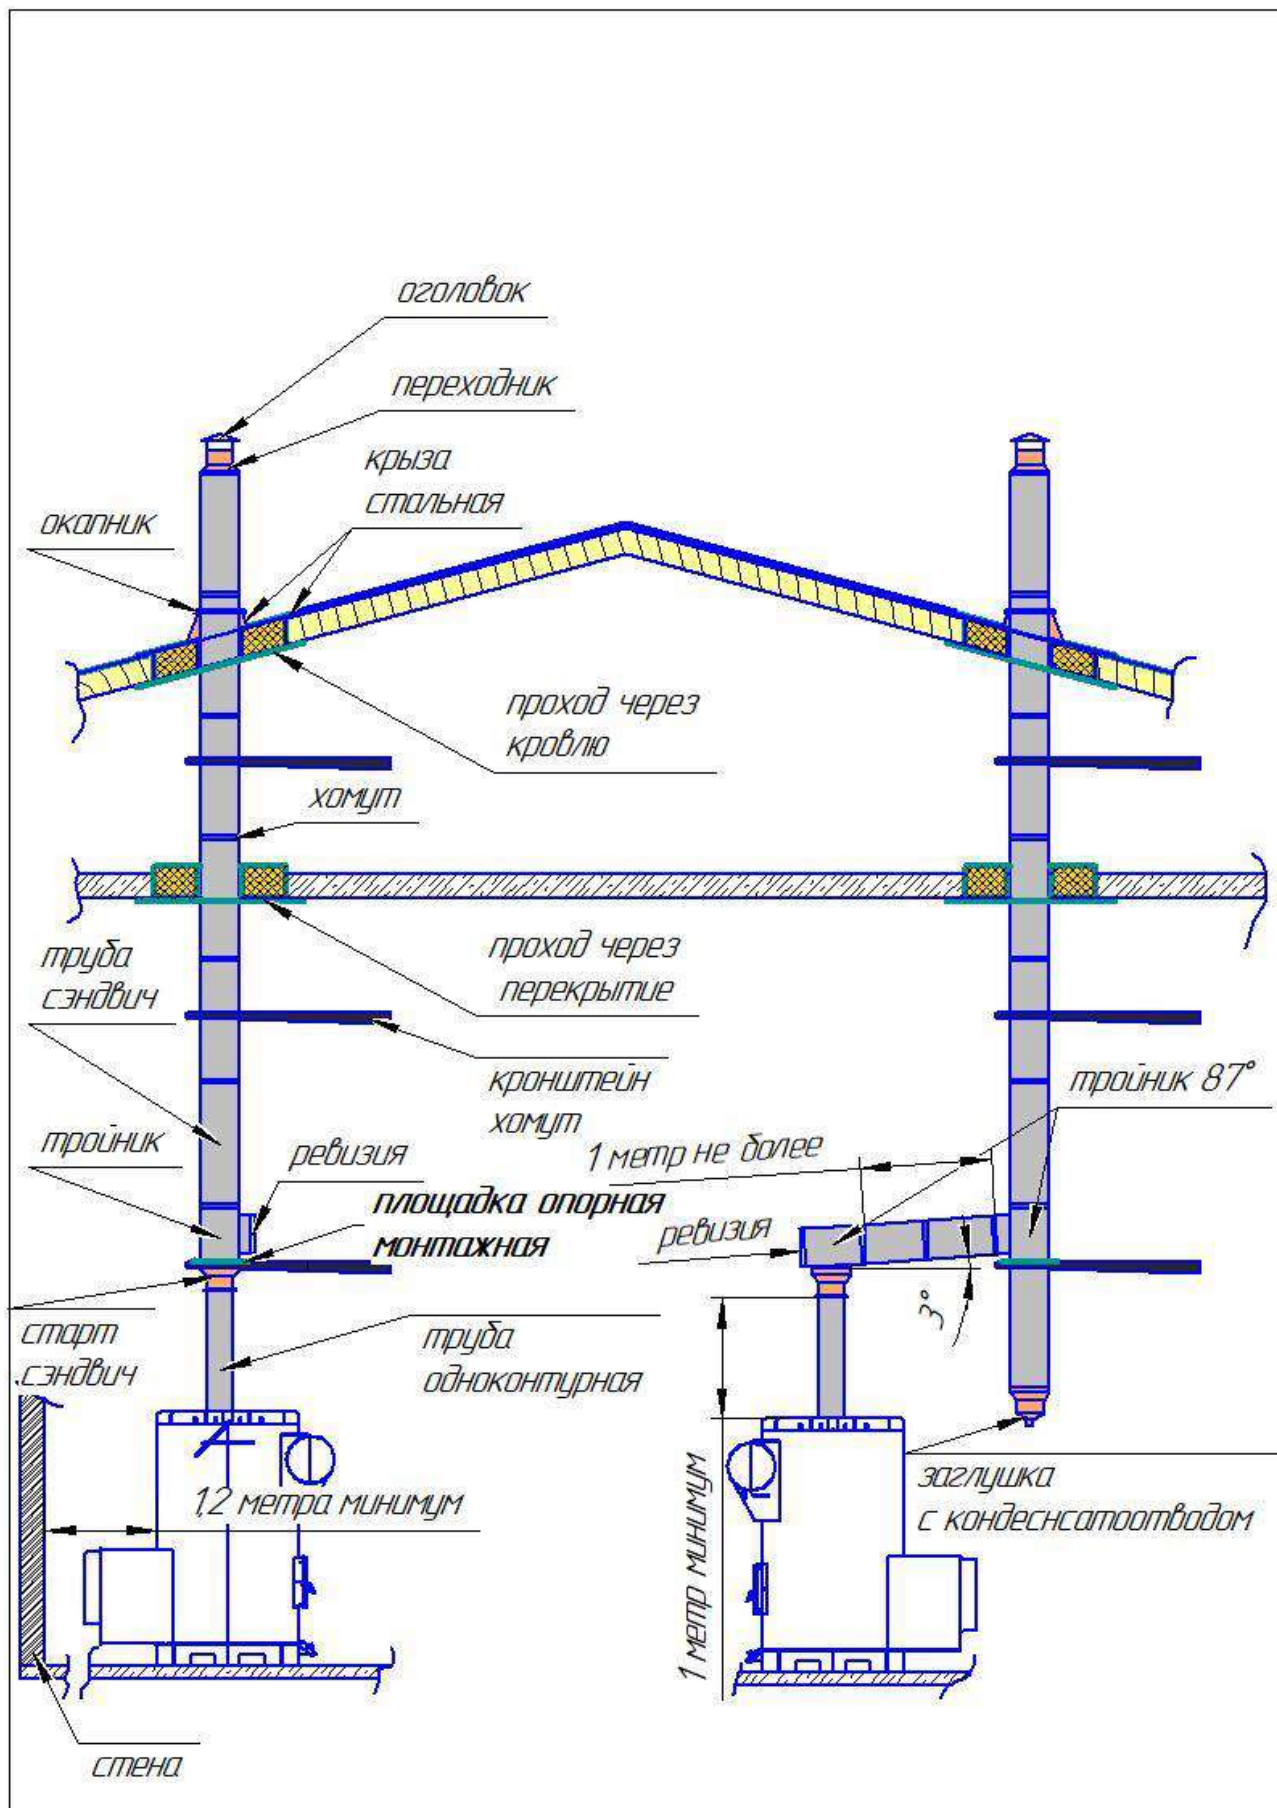 оголовок
переходник
крыза
стальная
окапник
проход через
кровлю
хомут
труба
сэндвич
проход через
перекрытие
кронштейн
хомут
тройник 87°
тройник
ревизия
1 метр не более
площадка опорная
монтажная
ревизия
3°
старт
сэндвич
труба
одноконтурная
1,2 метра минимум
1 метр минимум
заглушка
с кондеснсатоотводом
стена